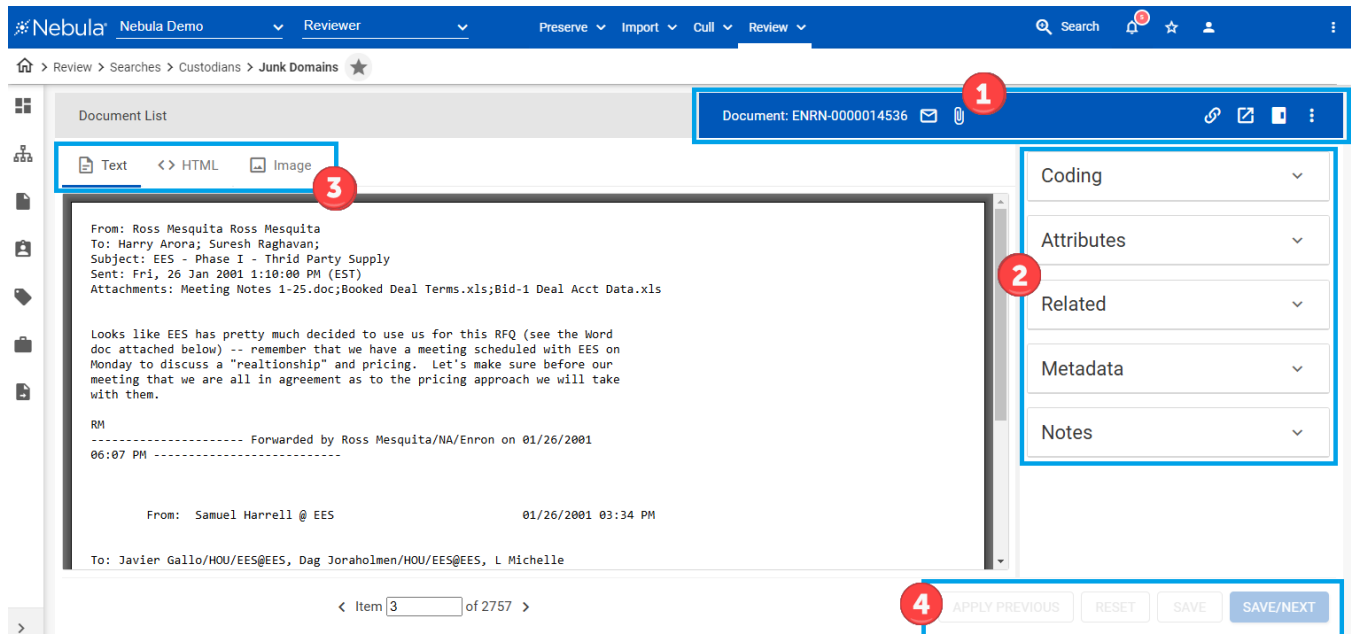 Nebula Nebula Demo Reviewer Preserve Import Cull Review Search 5
Review > Searches > Custodians > Junk Domains
1
Document List Document: ENRN-0000014536
Text <> HTML Image
3
From: Ross Mesquita Ross Mesquita
To: Harry Arora; Suresh Raghavan;
Subject: EES - Phase I - Thrid Party Supply
Sent: Fri, 26 Jan 2001 1:10:00 PM (EST)
Attachments: Meeting Notes 1-25.doc;Booked Deal Terms.xls;Bid-1 Deal Acct Data.xls
Looks like EES has pretty much decided to use us for this RFQ (see the Word
doc attached below) -- remember that we have a meeting scheduled with EES on
Monday to discuss a "realtionship" and pricing.  Let's make sure before our
meeting that we are all in agreement as to the pricing approach we will take
with them.
RM
---------------------- Forwarded by Ross Mesquita/NA/Enron on 01/26/2001
06:07 PM ---------------------------
From:  Samuel Harrell @ EES 01/26/2001 03:34 PM
To: Javier Gallo/HOU/EES@EES, Dag Joraholmen/HOU/EES@EES, L Michelle
Coding
Attributes
2
Related
Metadata
Notes
< Item 3 of 2757 >
4
APPLY PREVIOUS RESET SAVE SAVE/NEXT